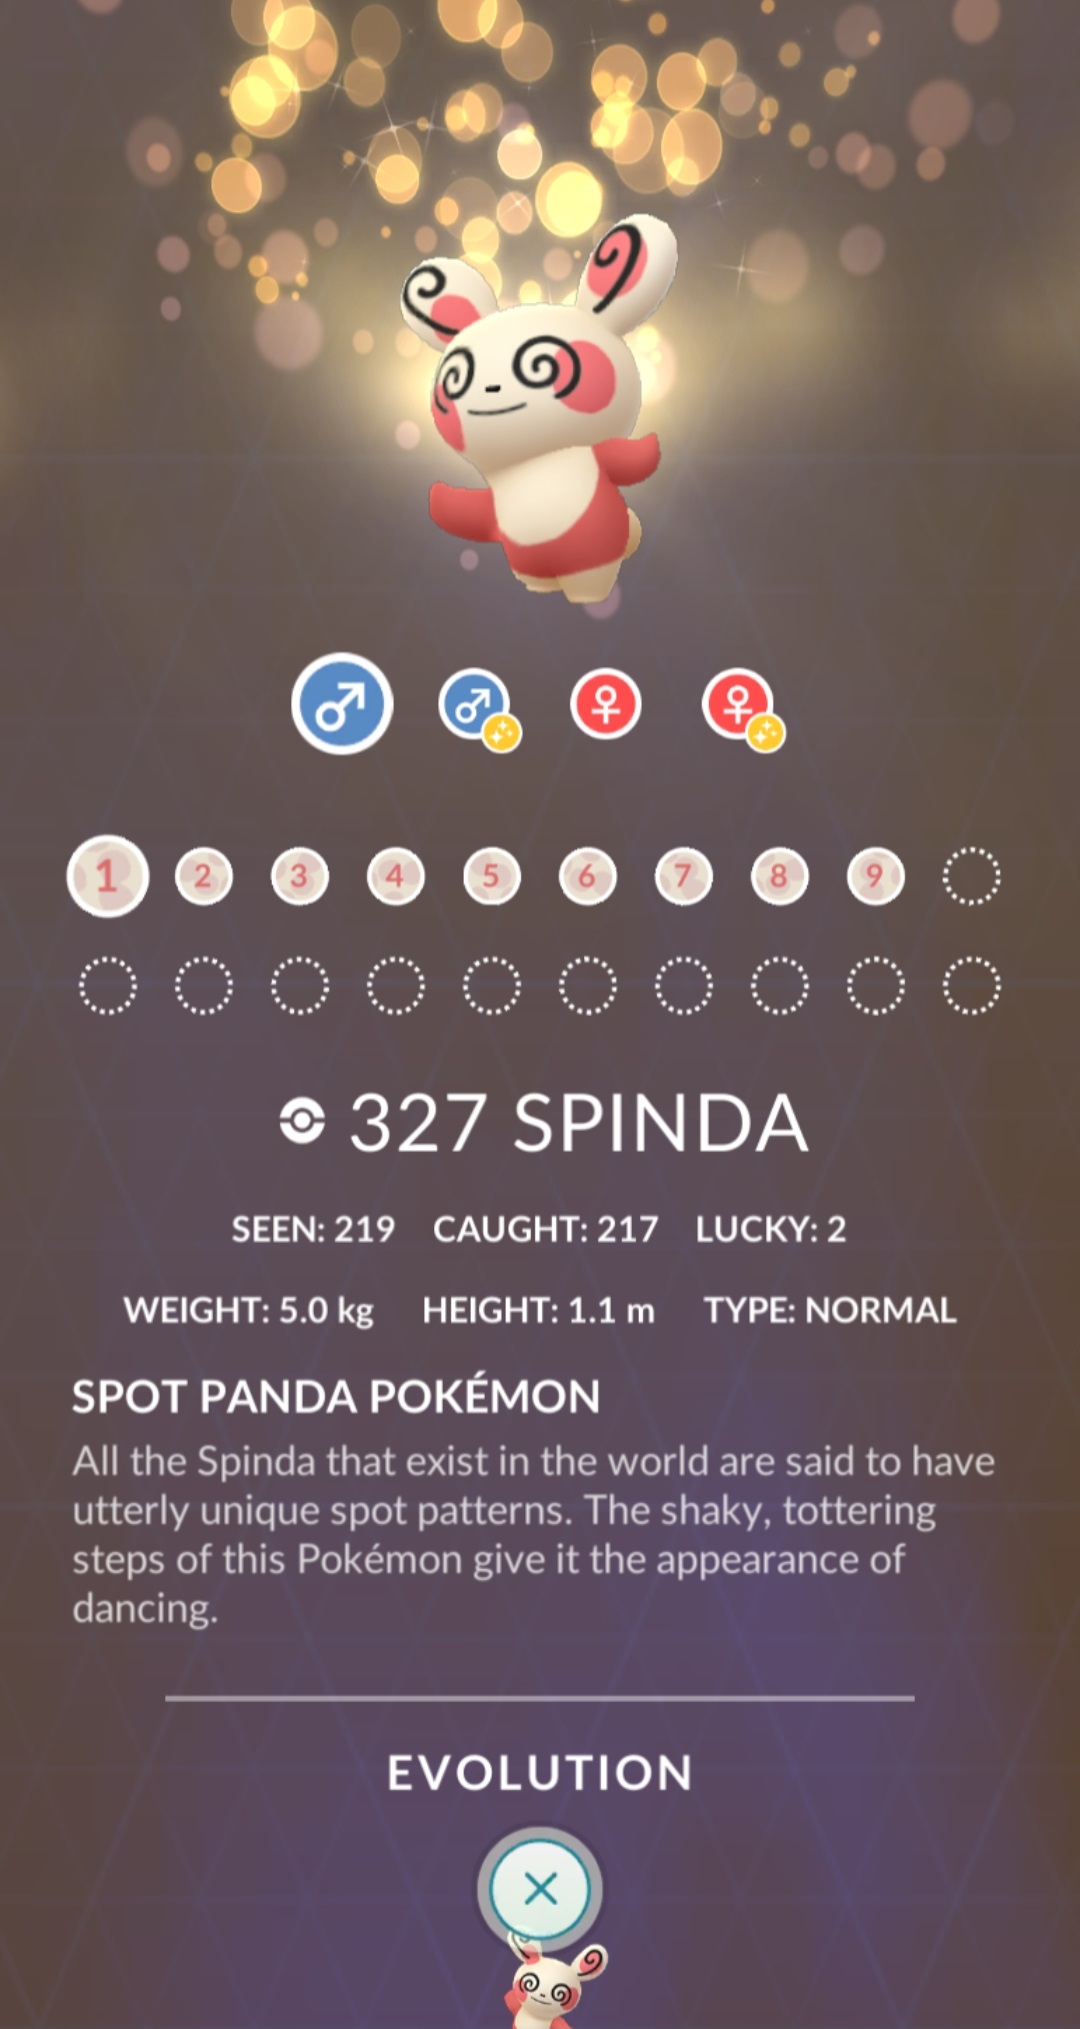 1 2 3 4 5 6 7 8 9
327 SPINDA
SEEN: 219 CAUGHT: 217 LUCKY: 2
WEIGHT: 5.0 kg HEIGHT: 1.1 m TYPE: NORMAL
SPOT PANDA POKÉMON
All the Spinda that exist in the world are said to have
utterly unique spot patterns. The shaky, tottering
steps of this Pokémon give it the appearance of
dancing.
EVOLUTION